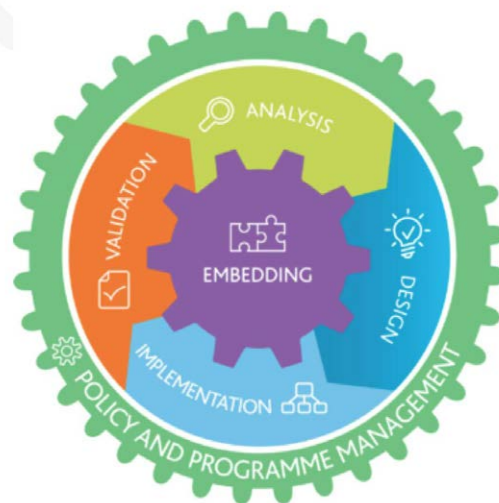 ANALYSIS
VALIDATION
EMBEDDING
DESIGN
IMPLEMENTATION
POLICY AND PROGRAMME MANAGEMENT